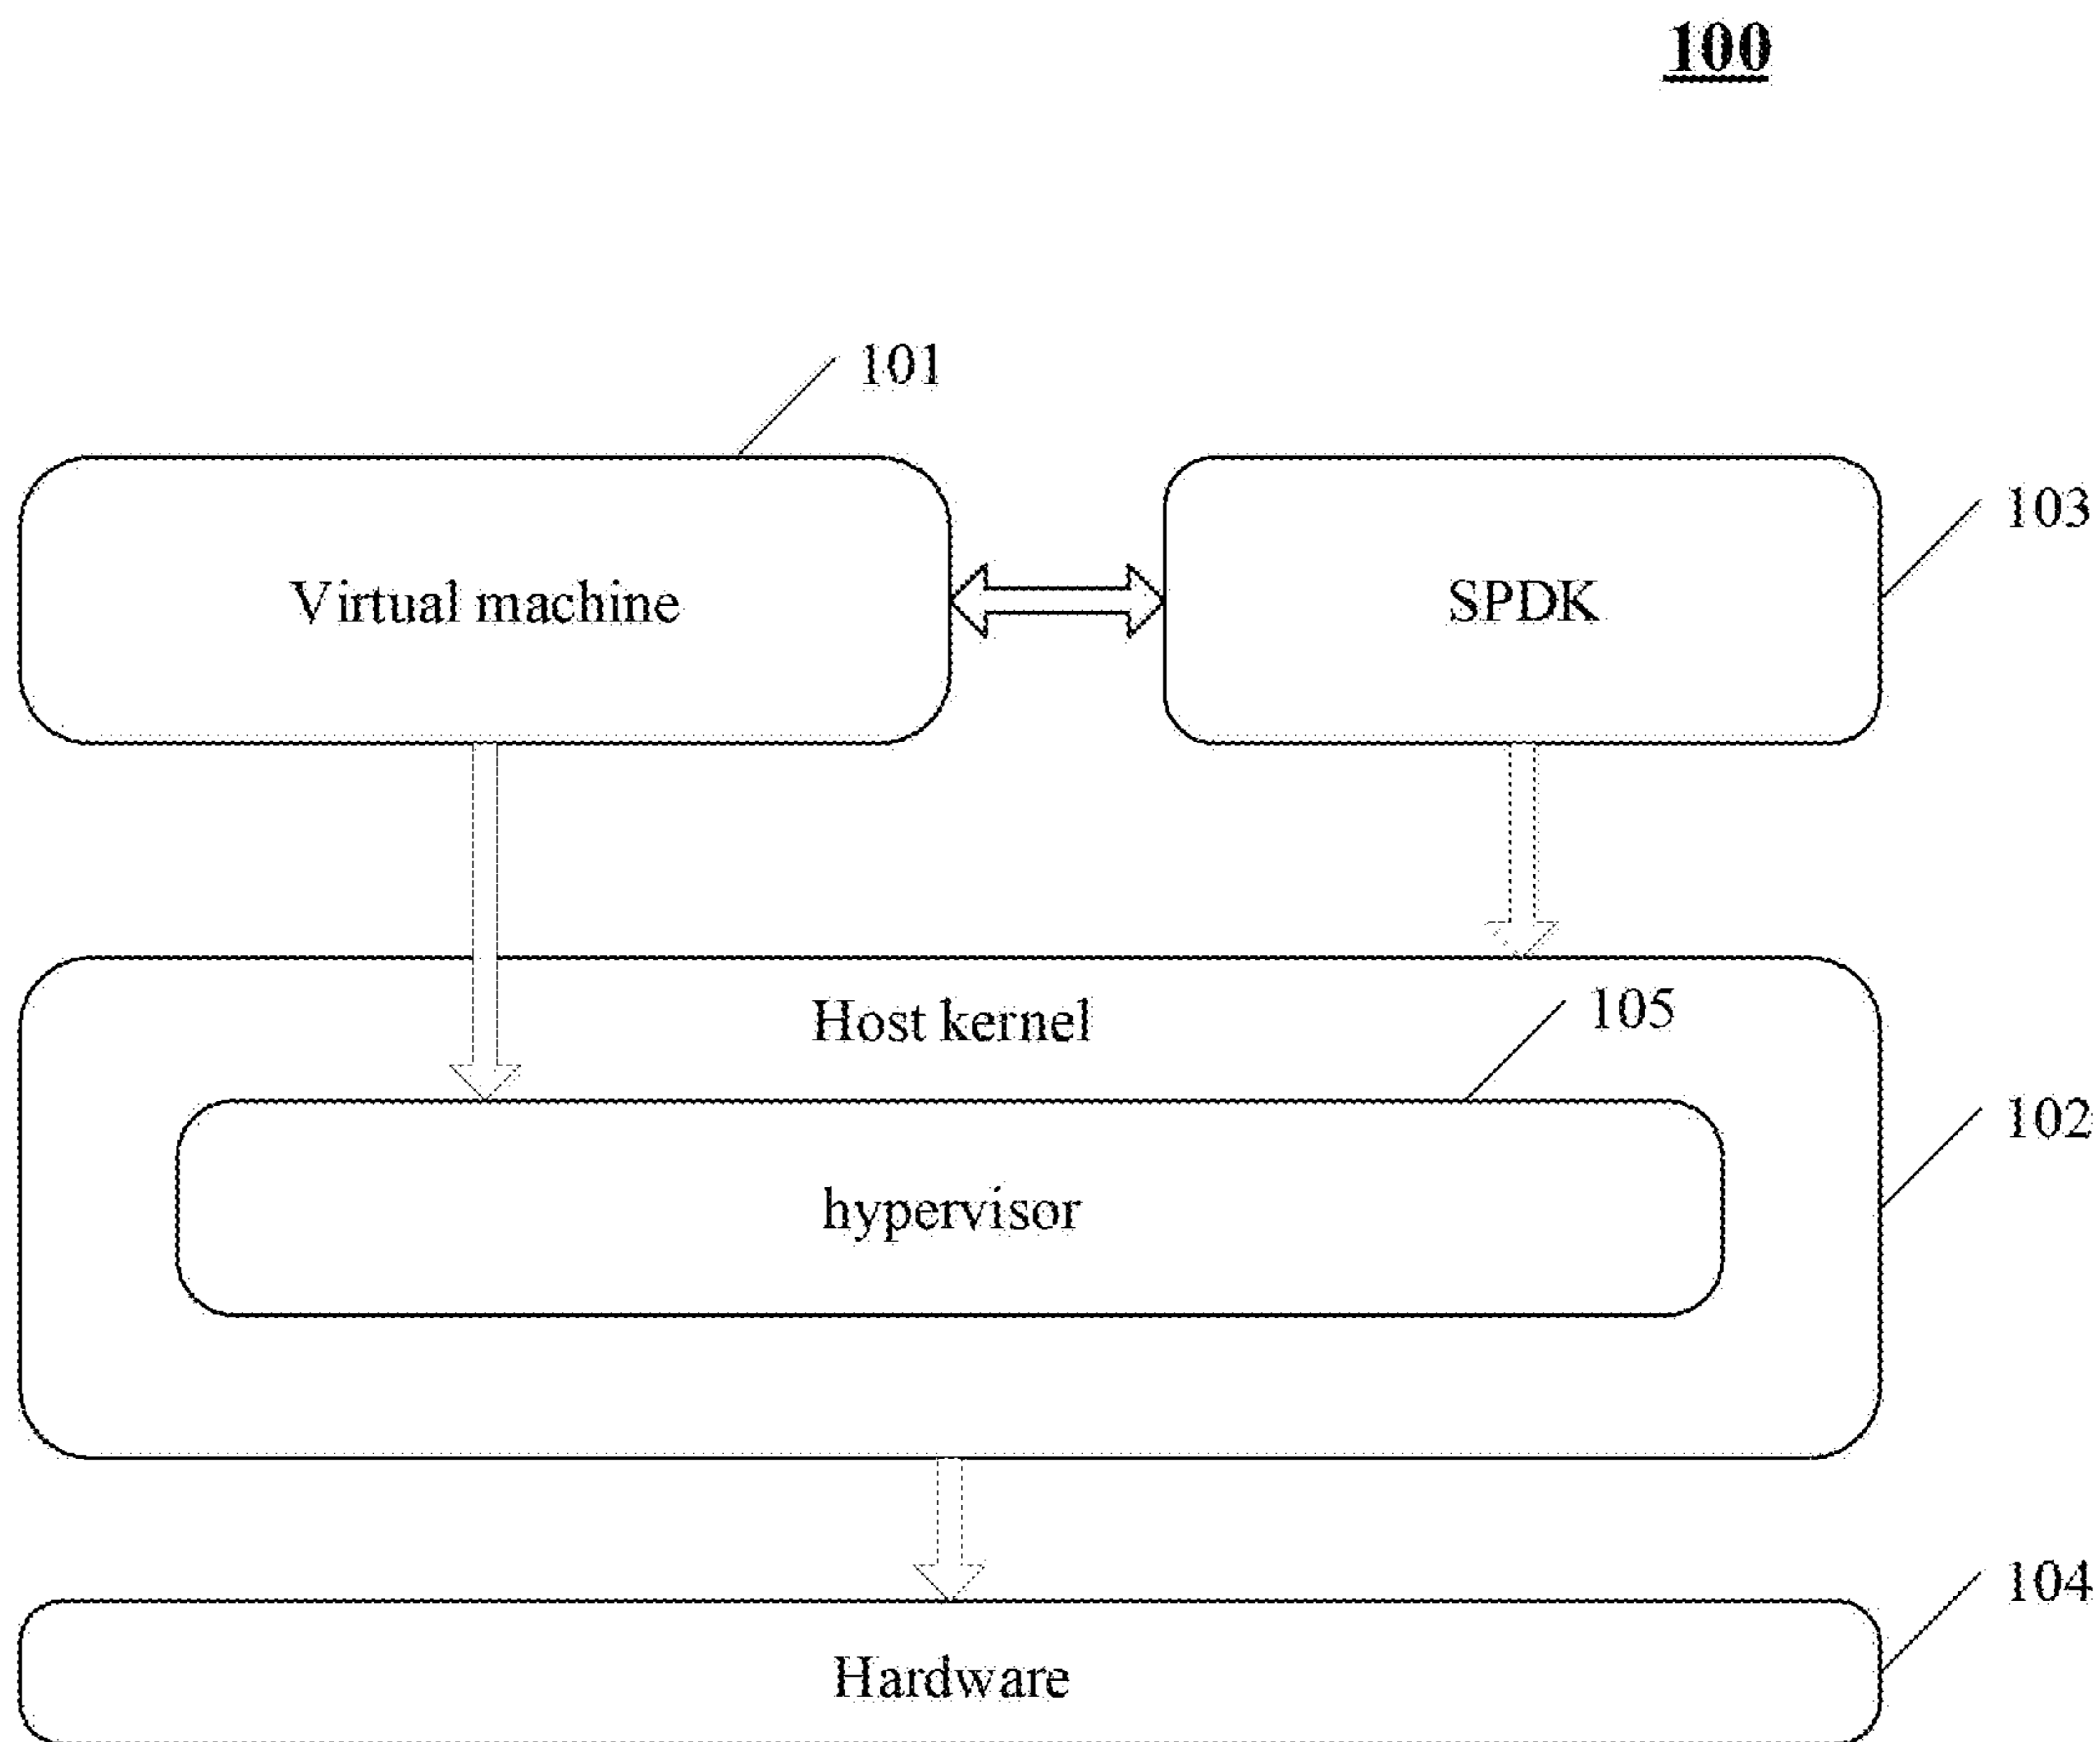 100
101
103
Virtual machine
SPDK
Host kernel
105
102
hypervisor
104
Hardware